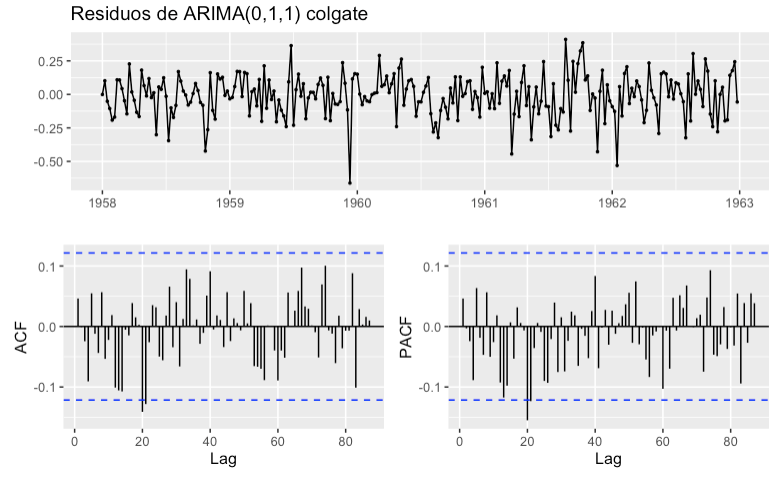 Residuos de ARIMA(0,1,1) colgate
0.25
0.00
-0.25
-0.50
1958 1959 1960 1961 1962 1963
ACF
0.1
0.0
-0.1
0 20 40 60 80
Lag
PACF
0.1
0.0
-0.1
0 20 40 60 80
Lag